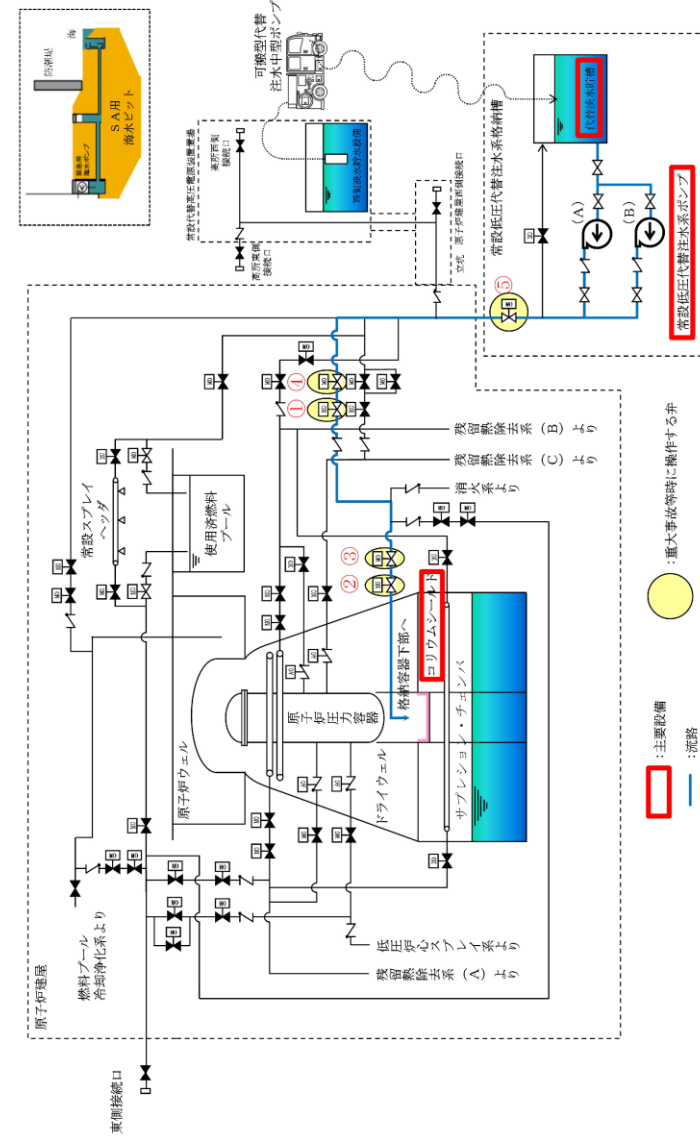 防潮堤
海
緊急用
海水ポンプ
SA用
海水ピット
可搬型代替
注水中型ポンプ
常設代替高圧電源装置置場
高所西側
接続口
高所東側
接続口
西側淡水貯水設備
立坑
原子炉建屋西側接続口
常設低圧代替注水系格納槽
代替淡水貯槽
(A)
(B)
常設低圧代替注水系ポンプ
⑤
④
①
③
②
原子炉建屋
東側接続口
燃料プール
冷却浄化系より
常設スプレイ
ヘッダ
使用済燃料
プール
原子炉ウェル
原子炉圧力容器
ドライウェル
格納容器下部へ
コリウムシールド
サプレション・チェンバ
残留熱除去系(B)より
残留熱除去系(C)より
消火系より
低圧炉心スプレイ系より
残留熱除去系(A)より
:主要設備
:流路
:重大事故等時に操作する弁